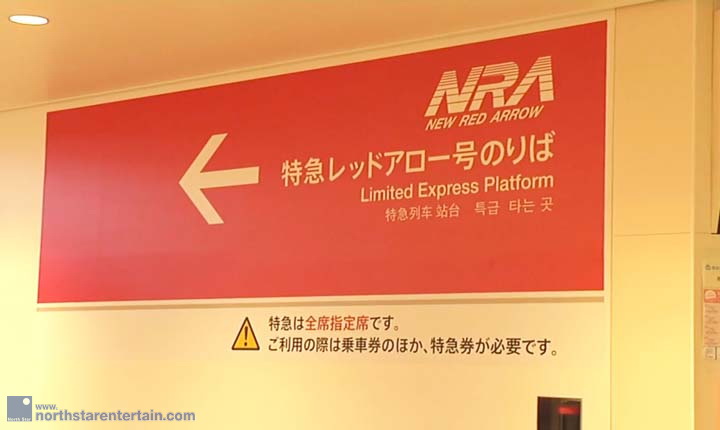 NRA
NEW RED ARROW
特急レッドアロー号のりば
Limited Express Platform
特急列车 站台 특급 타는 곳
特急は全席指定席です。
ご利用の際は乗車券のほか、特急券が必要です。
www.
northstarentertain.com